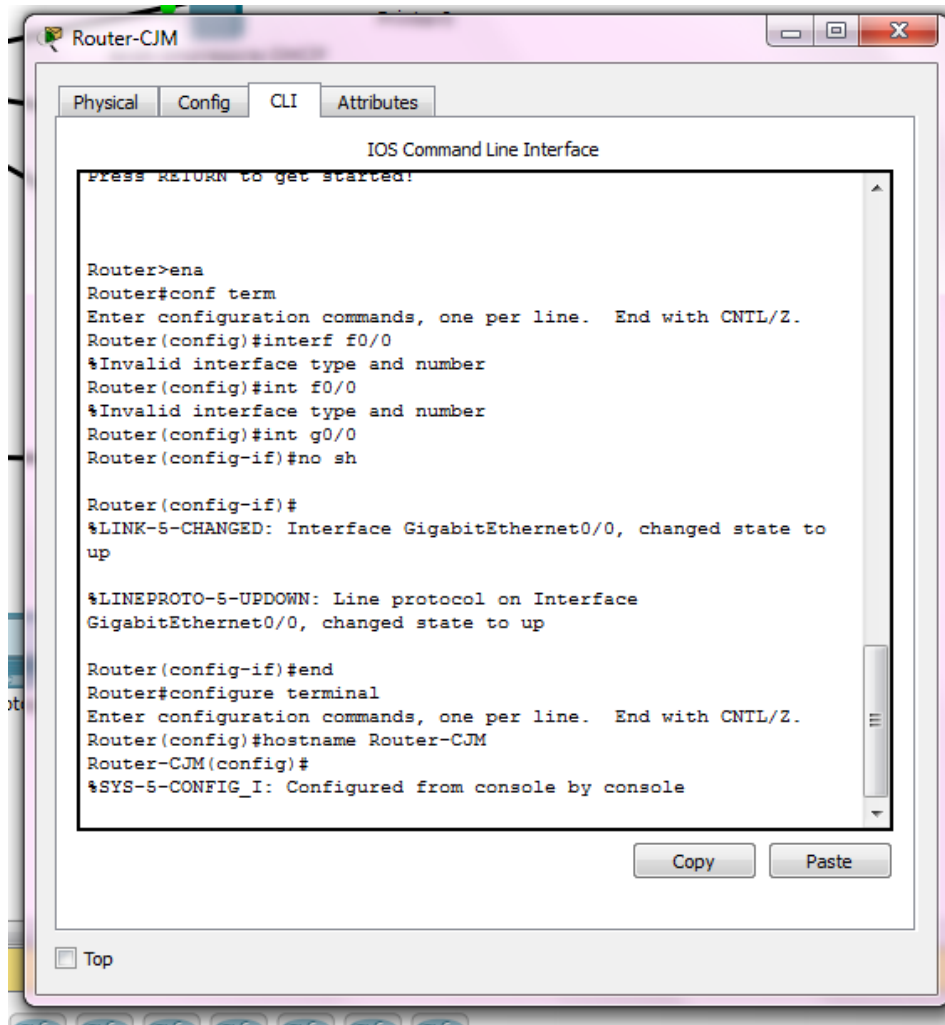 Router-CJM
Physical Config CLI Attributes
IOS Command Line Interface
Press RETURN to get started!
Router>ena
Router#conf term
Enter configuration commands, one per line.  End with CNTL/Z.
Router(config)#interf f0/0
%Invalid interface type and number
Router(config)#int f0/0
%Invalid interface type and number
Router(config)#int g0/0
Router(config-if)#no sh
Router(config-if)#
%LINK-5-CHANGED: Interface GigabitEthernet0/0, changed state to
up
%LINEPROTO-5-UPDOWN: Line protocol on Interface
GigabitEthernet0/0, changed state to up
Router(config-if)#end
Router#configure terminal
Enter configuration commands, one per line.  End with CNTL/Z.
Router(config)#hostname Router-CJM
Router-CJM(config)#
%SYS-5-CONFIG_I: Configured from console by console
Copy Paste
Top